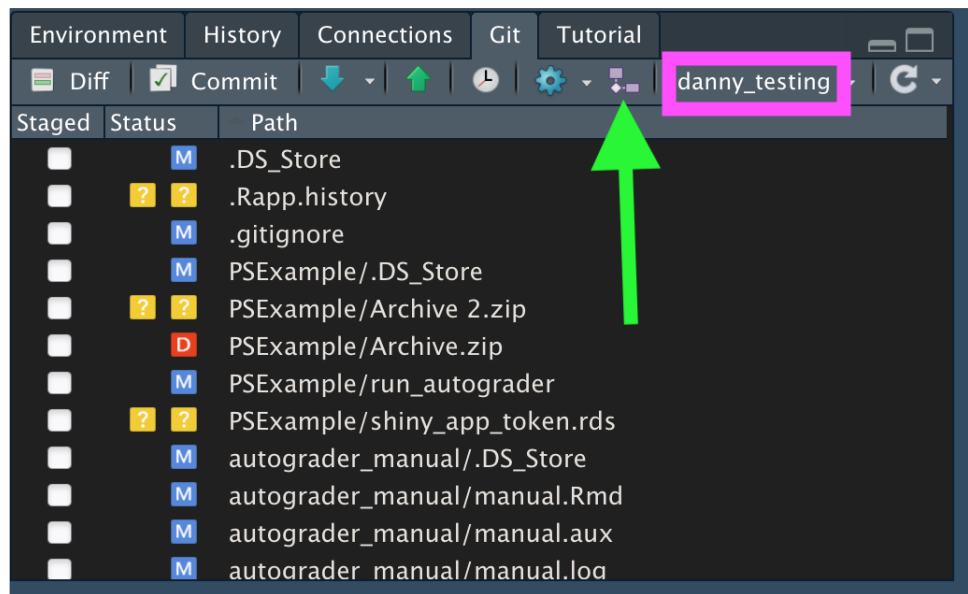 Environment History Connections Git Tutorial
Diff Commit danny_testing
Staged Status Path
M .DS_Store
? ? .Rapp.history
M .gitignore
M PSExample/.DS_Store
? ? PSExample/Archive 2.zip
D PSExample/Archive.zip
M PSExample/run_autograder
? ? PSExample/shiny_app_token.rds
M autograder_manual/.DS_Store
M autograder_manual/manual.Rmd
M autograder_manual/manual.aux
M autograder_manual/manual.log